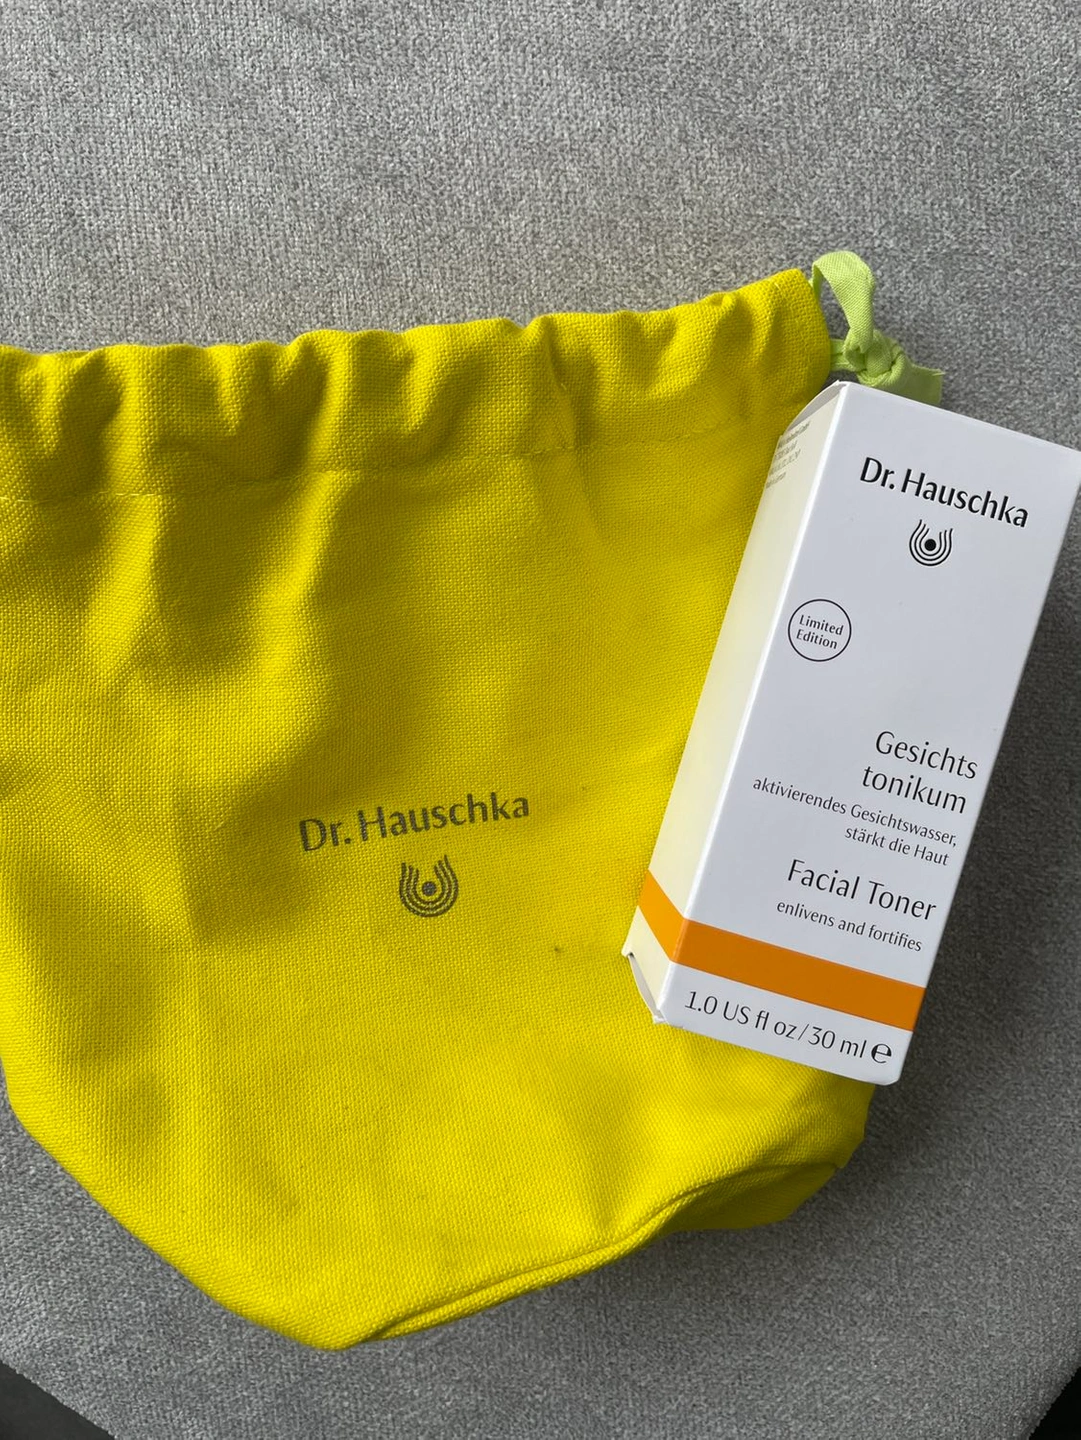 Dr. Hauschka
Dr. Hauschka
Limited
Edition
Gesichts
tonikum
aktivierendes Gesichtswasser,
stärkt die Haut
Facial Toner
enlivens and fortifies
1.0 US fl oz/30 ml ℮